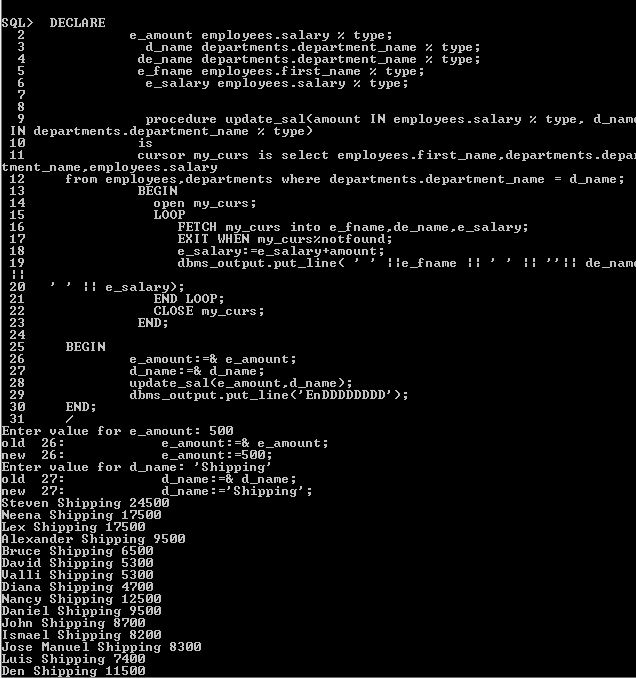 SQL>  DECLARE
  2             e_amount employees.salary % type;
  3               d_name departments.department_name % type;
  4              de_name departments.department_name % type;
  5              e_fname employees.first_name % type;
  6               e_salary employees.salary % type;
  7
  8
  9               procedure update_sal(amount IN employees.salary % type, d_name
 IN departments.department_name % type)
 10              is
 11              cursor my_curs is select employees.first_name,departments.depar
tment_name,employees.salary
 12     from employees,departments where departments.department_name = d_name;
 13              BEGIN
 14                open my_curs;
 15                LOOP
 16                   FETCH my_curs into e_fname,de_name,e_salary;
 17                   EXIT WHEN my_curs%notfound;
 18                   e_salary:=e_salary+amount;
 19                   dbms_output.put_line( ' ' ||e_fname || ' ' || ''|| de_name
||
 20   ' ' || e_salary);
 21                END LOOP;
 22                CLOSE my_curs;
 23              END;
 24
 25     BEGIN
 26             e_amount:=& e_amount;
 27             d_name:=& d_name;
 28             update_sal(e_amount,d_name);
 29             dbms_output.put_line('EnDDDDDDDD');
 30     END;
 31     /
Enter value for e_amount: 500
old  26:            e_amount:=& e_amount;
new  26:            e_amount:=500;
Enter value for d_name: 'Shipping'
old  27:            d_name:=& d_name;
new  27:            d_name:='Shipping';
Steven Shipping 24500
Neena Shipping 17500
Lex Shipping 17500
Alexander Shipping 9500
Bruce Shipping 6500
David Shipping 5300
Valli Shipping 5300
Diana Shipping 4700
Nancy Shipping 12500
Daniel Shipping 9500
John Shipping 8700
Ismael Shipping 8200
Jose Manuel Shipping 8300
Luis Shipping 7400
Den Shipping 11500